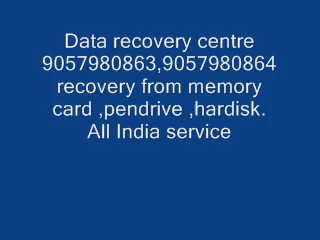 Data recovery centre
9057980863,9057980864
recovery from memory
card ,pendrive ,hardisk.
All India service